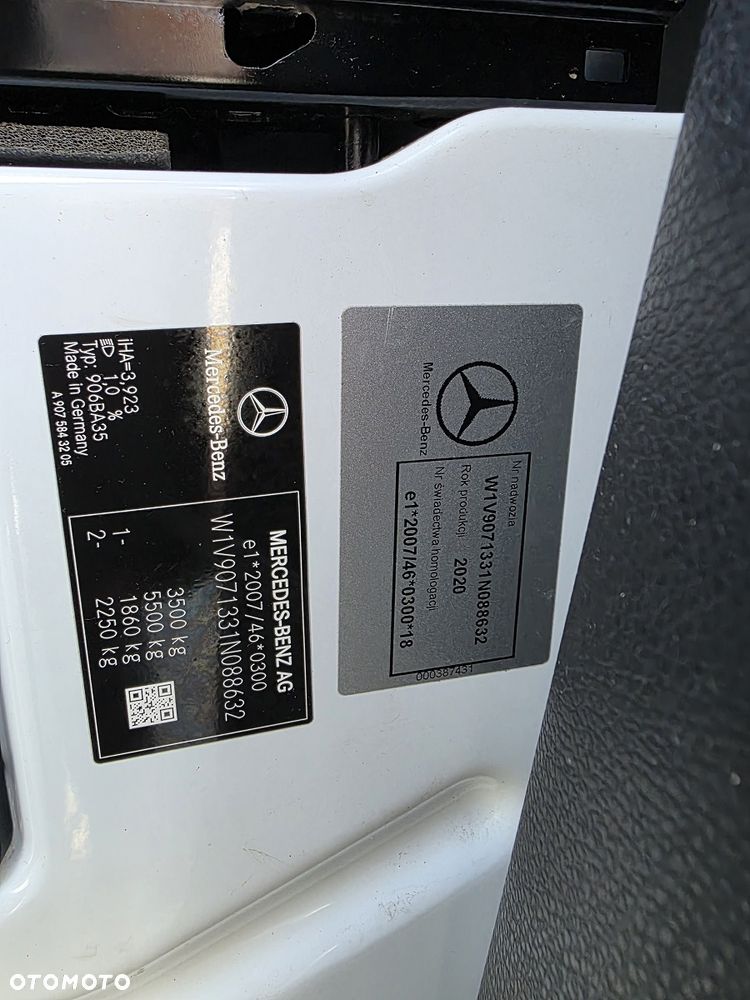 Mercedes-Benz
MERCEDES-BENZ AG
e1*2007/46*0300
W1V9071331N088632
3500 kg
5500 kg
1- 1860 kg
2- 2250 kg
iHA=3,923
1,0 %
Typ: 906BA35
Made in Germany
A 907 584 32 05
Mercedes-Benz
Nr nadwozia
W1V9071331N088632
Rok produkcji: 2020
Nr świadectwa homologacji
e1*2007/46*0300*18
000387431
OTOMOTO